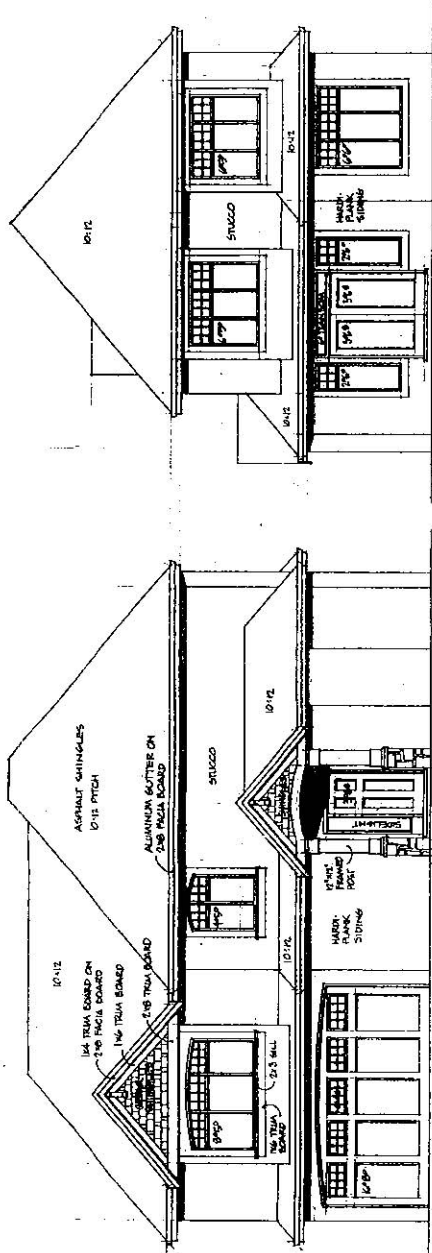 10:12
ASPHALT SHINGLES
10:12 PITCH
1x4 TRIM BOARD ON
2x8 FACIA BOARD
1x6 TRIM BOARD
2x8 TRIM BOARD
ALUMINUM GUTTER ON
2x8 FACIA BOARD
STUCCO
10:12
10:12
2x3 SILL
1x6 TRIM
BOARD
HARDI-
PLANK
SIDING
12"x12"
FRAMED
POST
SIDELIGHT
10:12
STUCCO
10:12
10:12
HARDI-
PLANK
SIDING